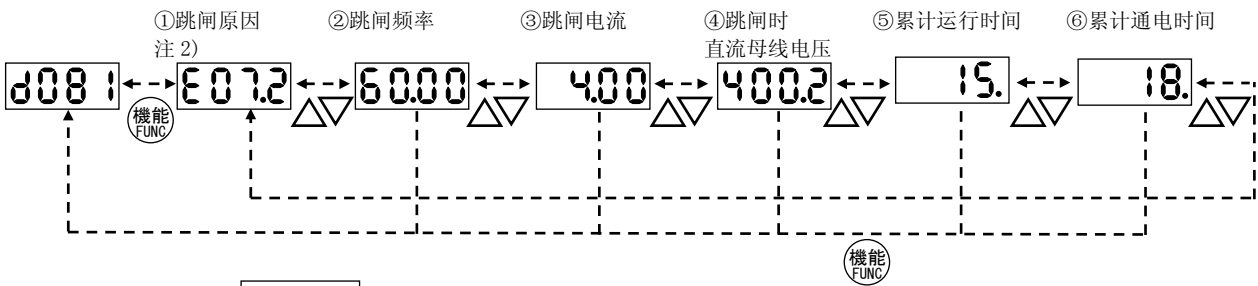 ①跳闸原因 ②跳闸频率 ③跳闸电流 ④跳闸时 ⑤累计运行时间 ⑥累计通电时间
注 2) 直流母线电压
d081 E07.2 60.00 4.00 400.2 15. 18.
機能
FUNC
機能
FUNC